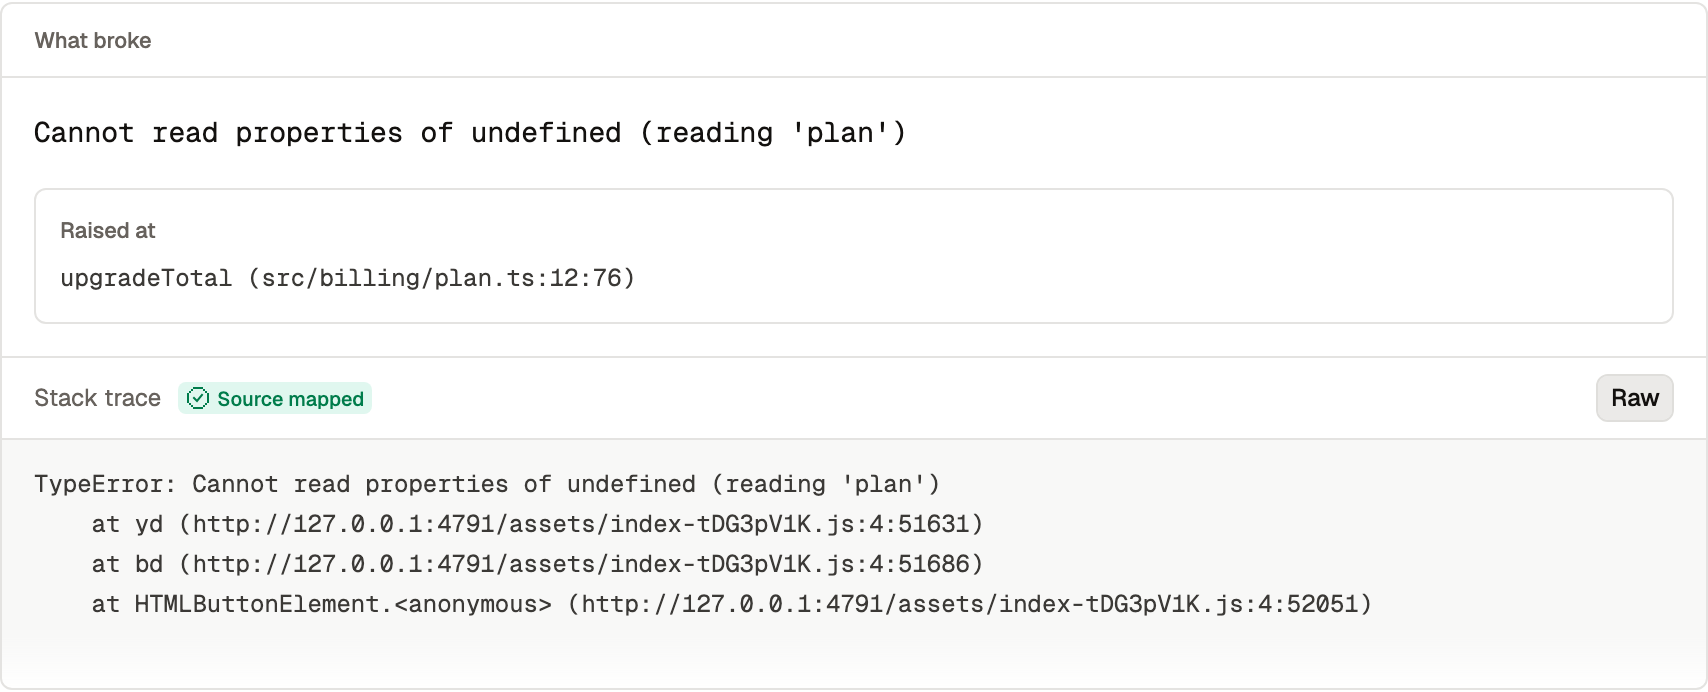 What broke
Cannot read properties of undefined (reading 'plan')
Raised at
upgradeTotal (src/billing/plan.ts:12:76)
Stack trace
Source mapped
Raw
TypeError: Cannot read properties of undefined (reading 'plan')
    at yd (http://127.0.0.1:4791/assets/index-tDG3pV1K.js:4:51631)
    at bd (http://127.0.0.1:4791/assets/index-tDG3pV1K.js:4:51686)
    at HTMLButtonElement.<anonymous> (http://127.0.0.1:4791/assets/index-tDG3pV1K.js:4:52051)